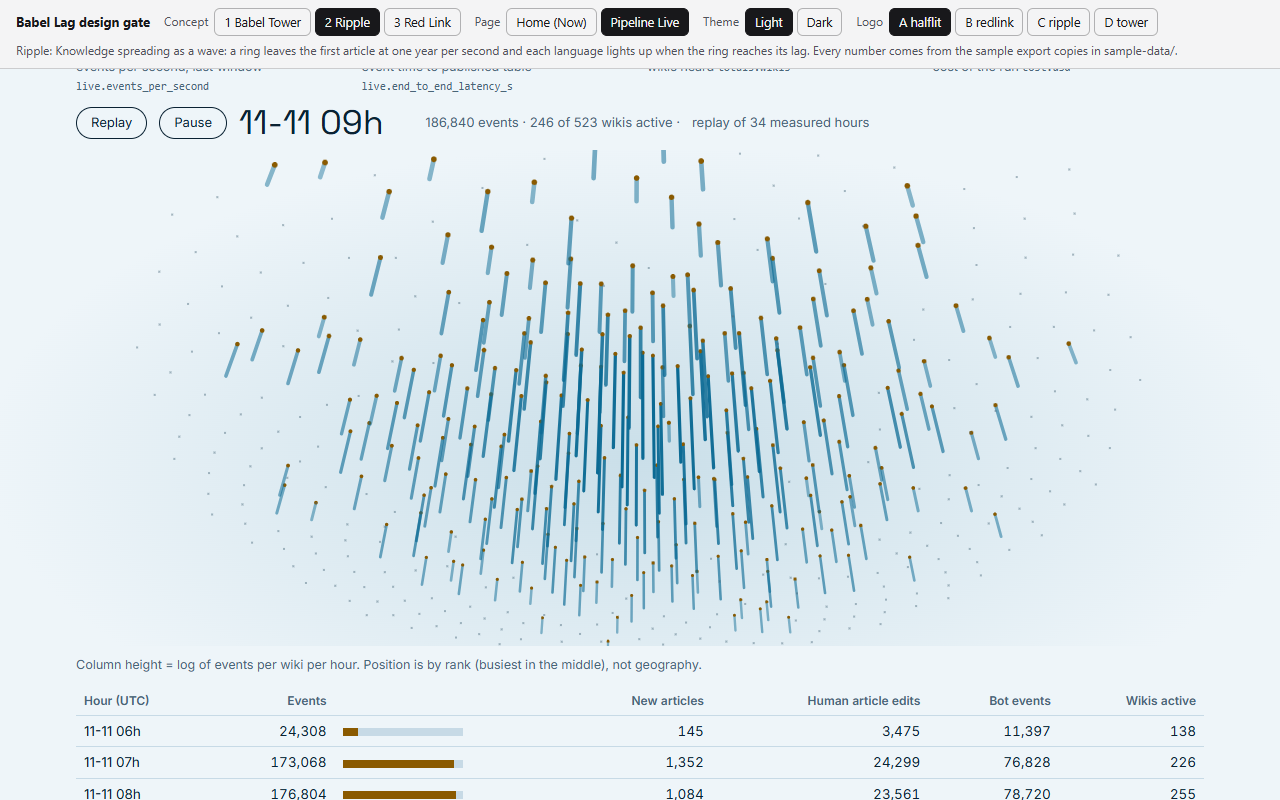 Babel Lag design gate Concept 1 Babel Tower 2 Ripple 3 Red Link Page Home (Now) Pipeline Live Theme Light Dark Logo A halflit B redlink C ripple D tower
Ripple: Knowledge spreading as a wave: a ring leaves the first article at one year per second and each language lights up when the ring reaches its lag. Every number comes from the sample export copies in sample-data/.
live.events_per_second live.end_to_end_latency_s
Replay Pause 11-11 09h 186,840 events · 246 of 523 wikis active · replay of 34 measured hours
Column height = log of events per wiki per hour. Position is by rank (busiest in the middle), not geography.
Hour (UTC) Events New articles Human article edits Bot events Wikis active
11-11 06h 24,308 145 3,475 11,397 138
11-11 07h 173,068 1,352 24,299 76,828 226
11-11 08h 176,804 1,084 23,561 78,720 255